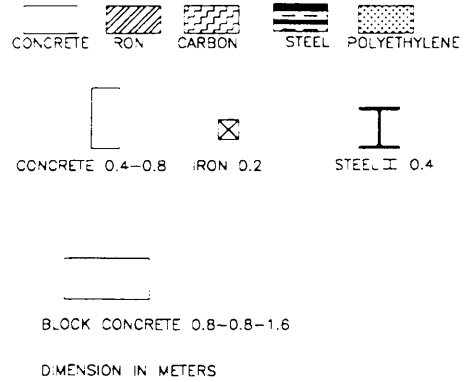 CONCRETE IRON CARBON STEEL POLYETHYLENE
CONCRETE 0.4-0.8 IRON 0.2 STEEL I 0.4
BLOCK CONCRETE 0.8-0.8-1.6
DIMENSION IN METERS